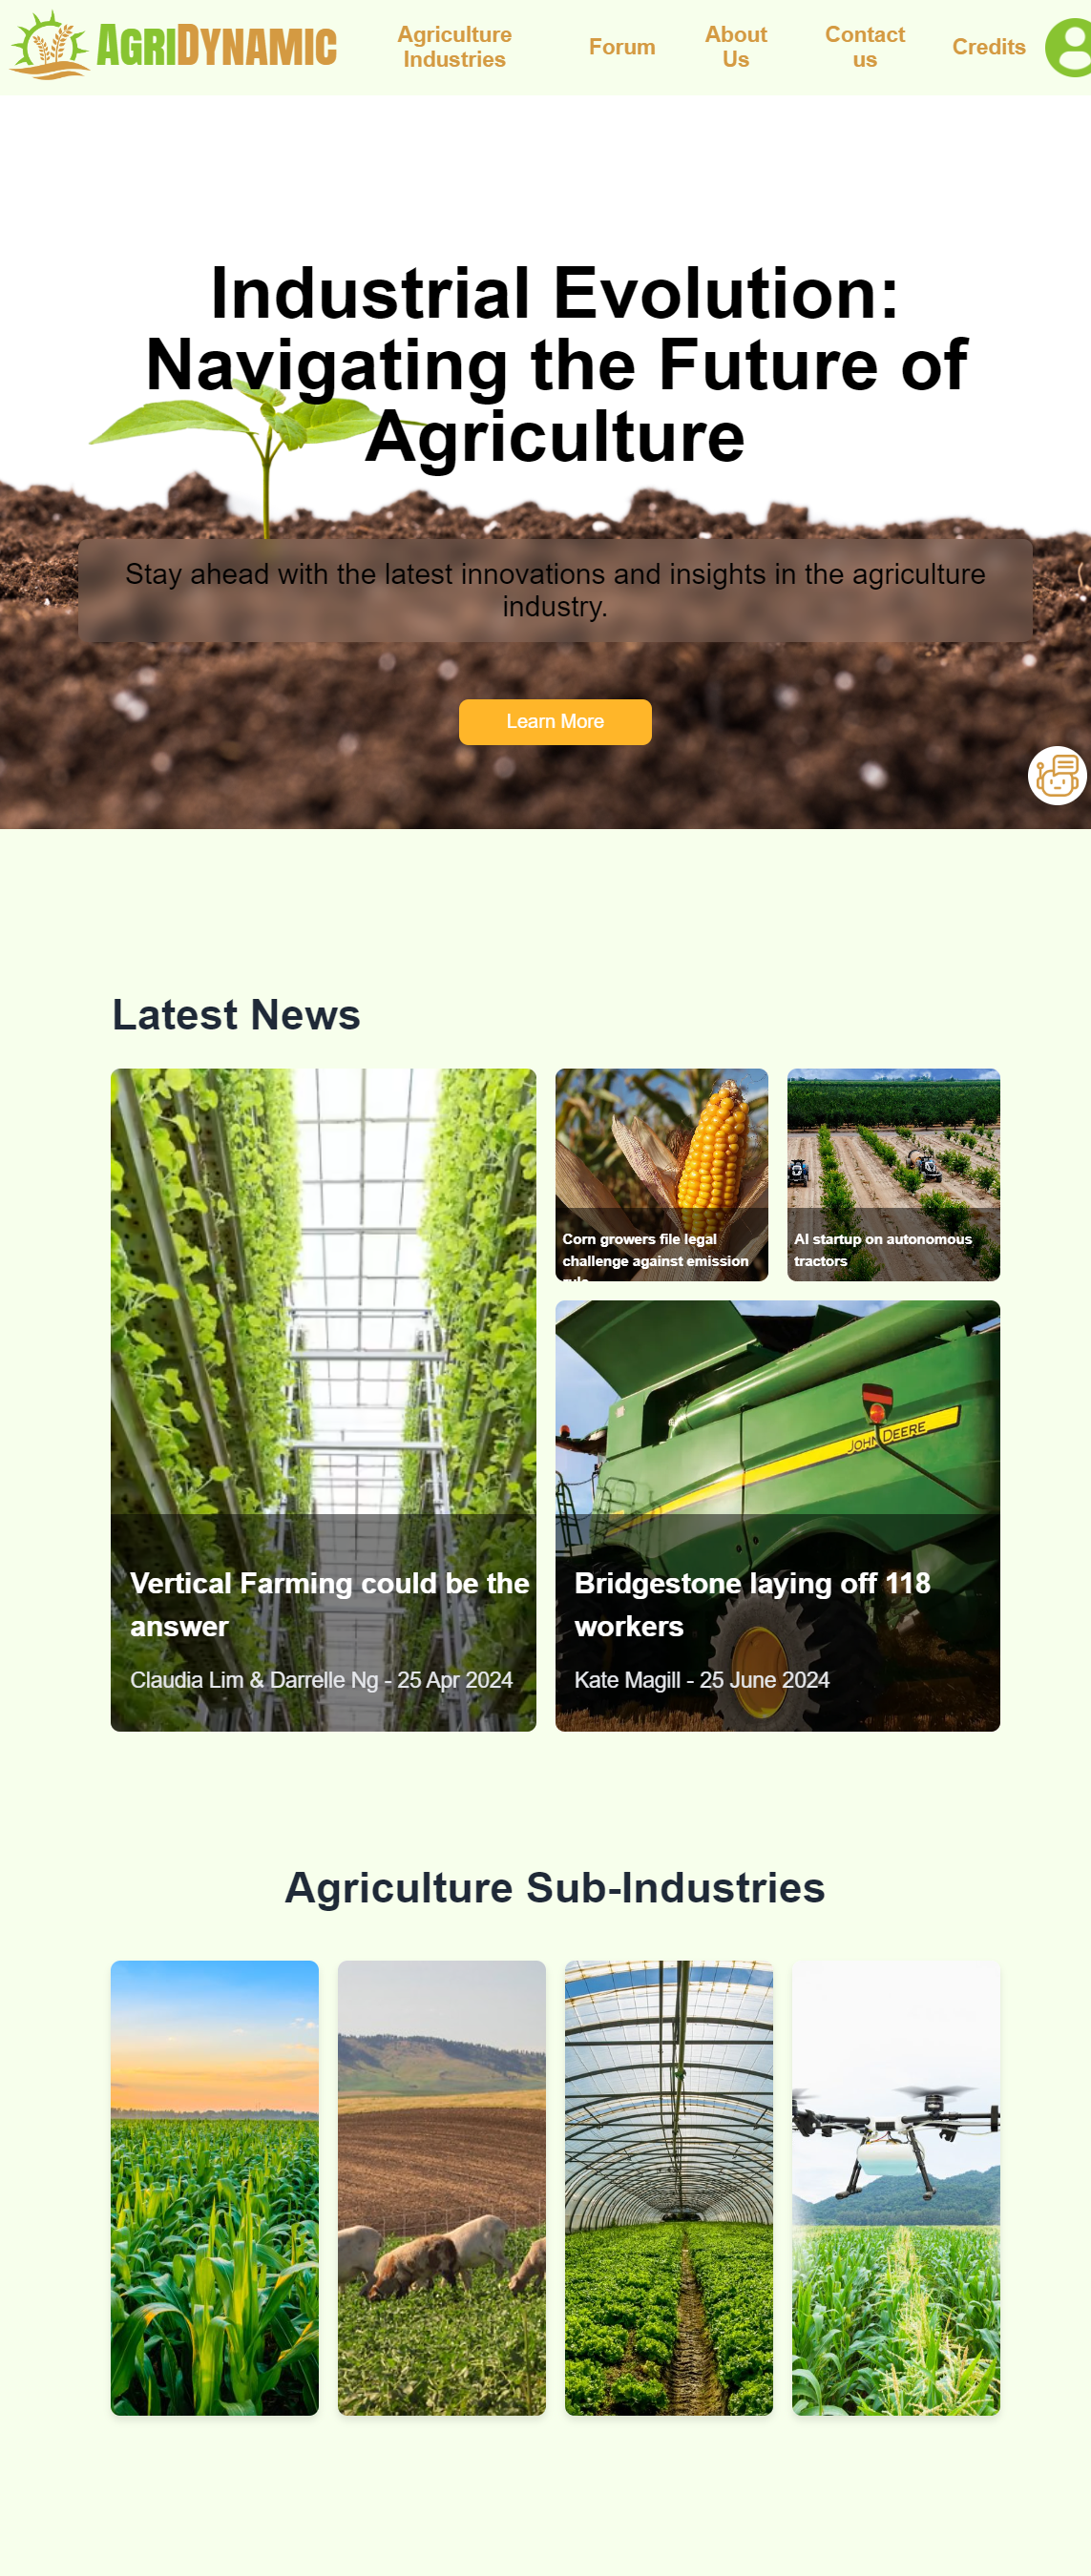 AGRIDYNAMIC
Agriculture
Industries
Forum
About
Us
Contact
us
Credits
Industrial Evolution:
Navigating the Future of
Agriculture
Stay ahead with the latest innovations and insights in the agriculture
industry.
Learn More
Latest News
Corn growers file legal
challenge against emission
AI startup on autonomous
tractors
JOHN DEERE
Vertical Farming could be the
answer
Claudia Lim & Darrelle Ng - 25 Apr 2024
Bridgestone laying off 118
workers
Kate Magill - 25 June 2024
Agriculture Sub-Industries